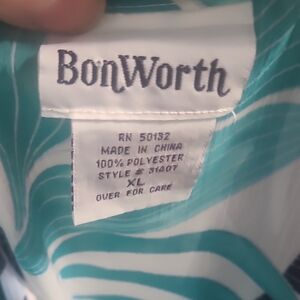 BonWorth
RN 50132
MADE IN CHINA
100% POLYESTER
STYLE # 31407
XL
OVER FOR CARE